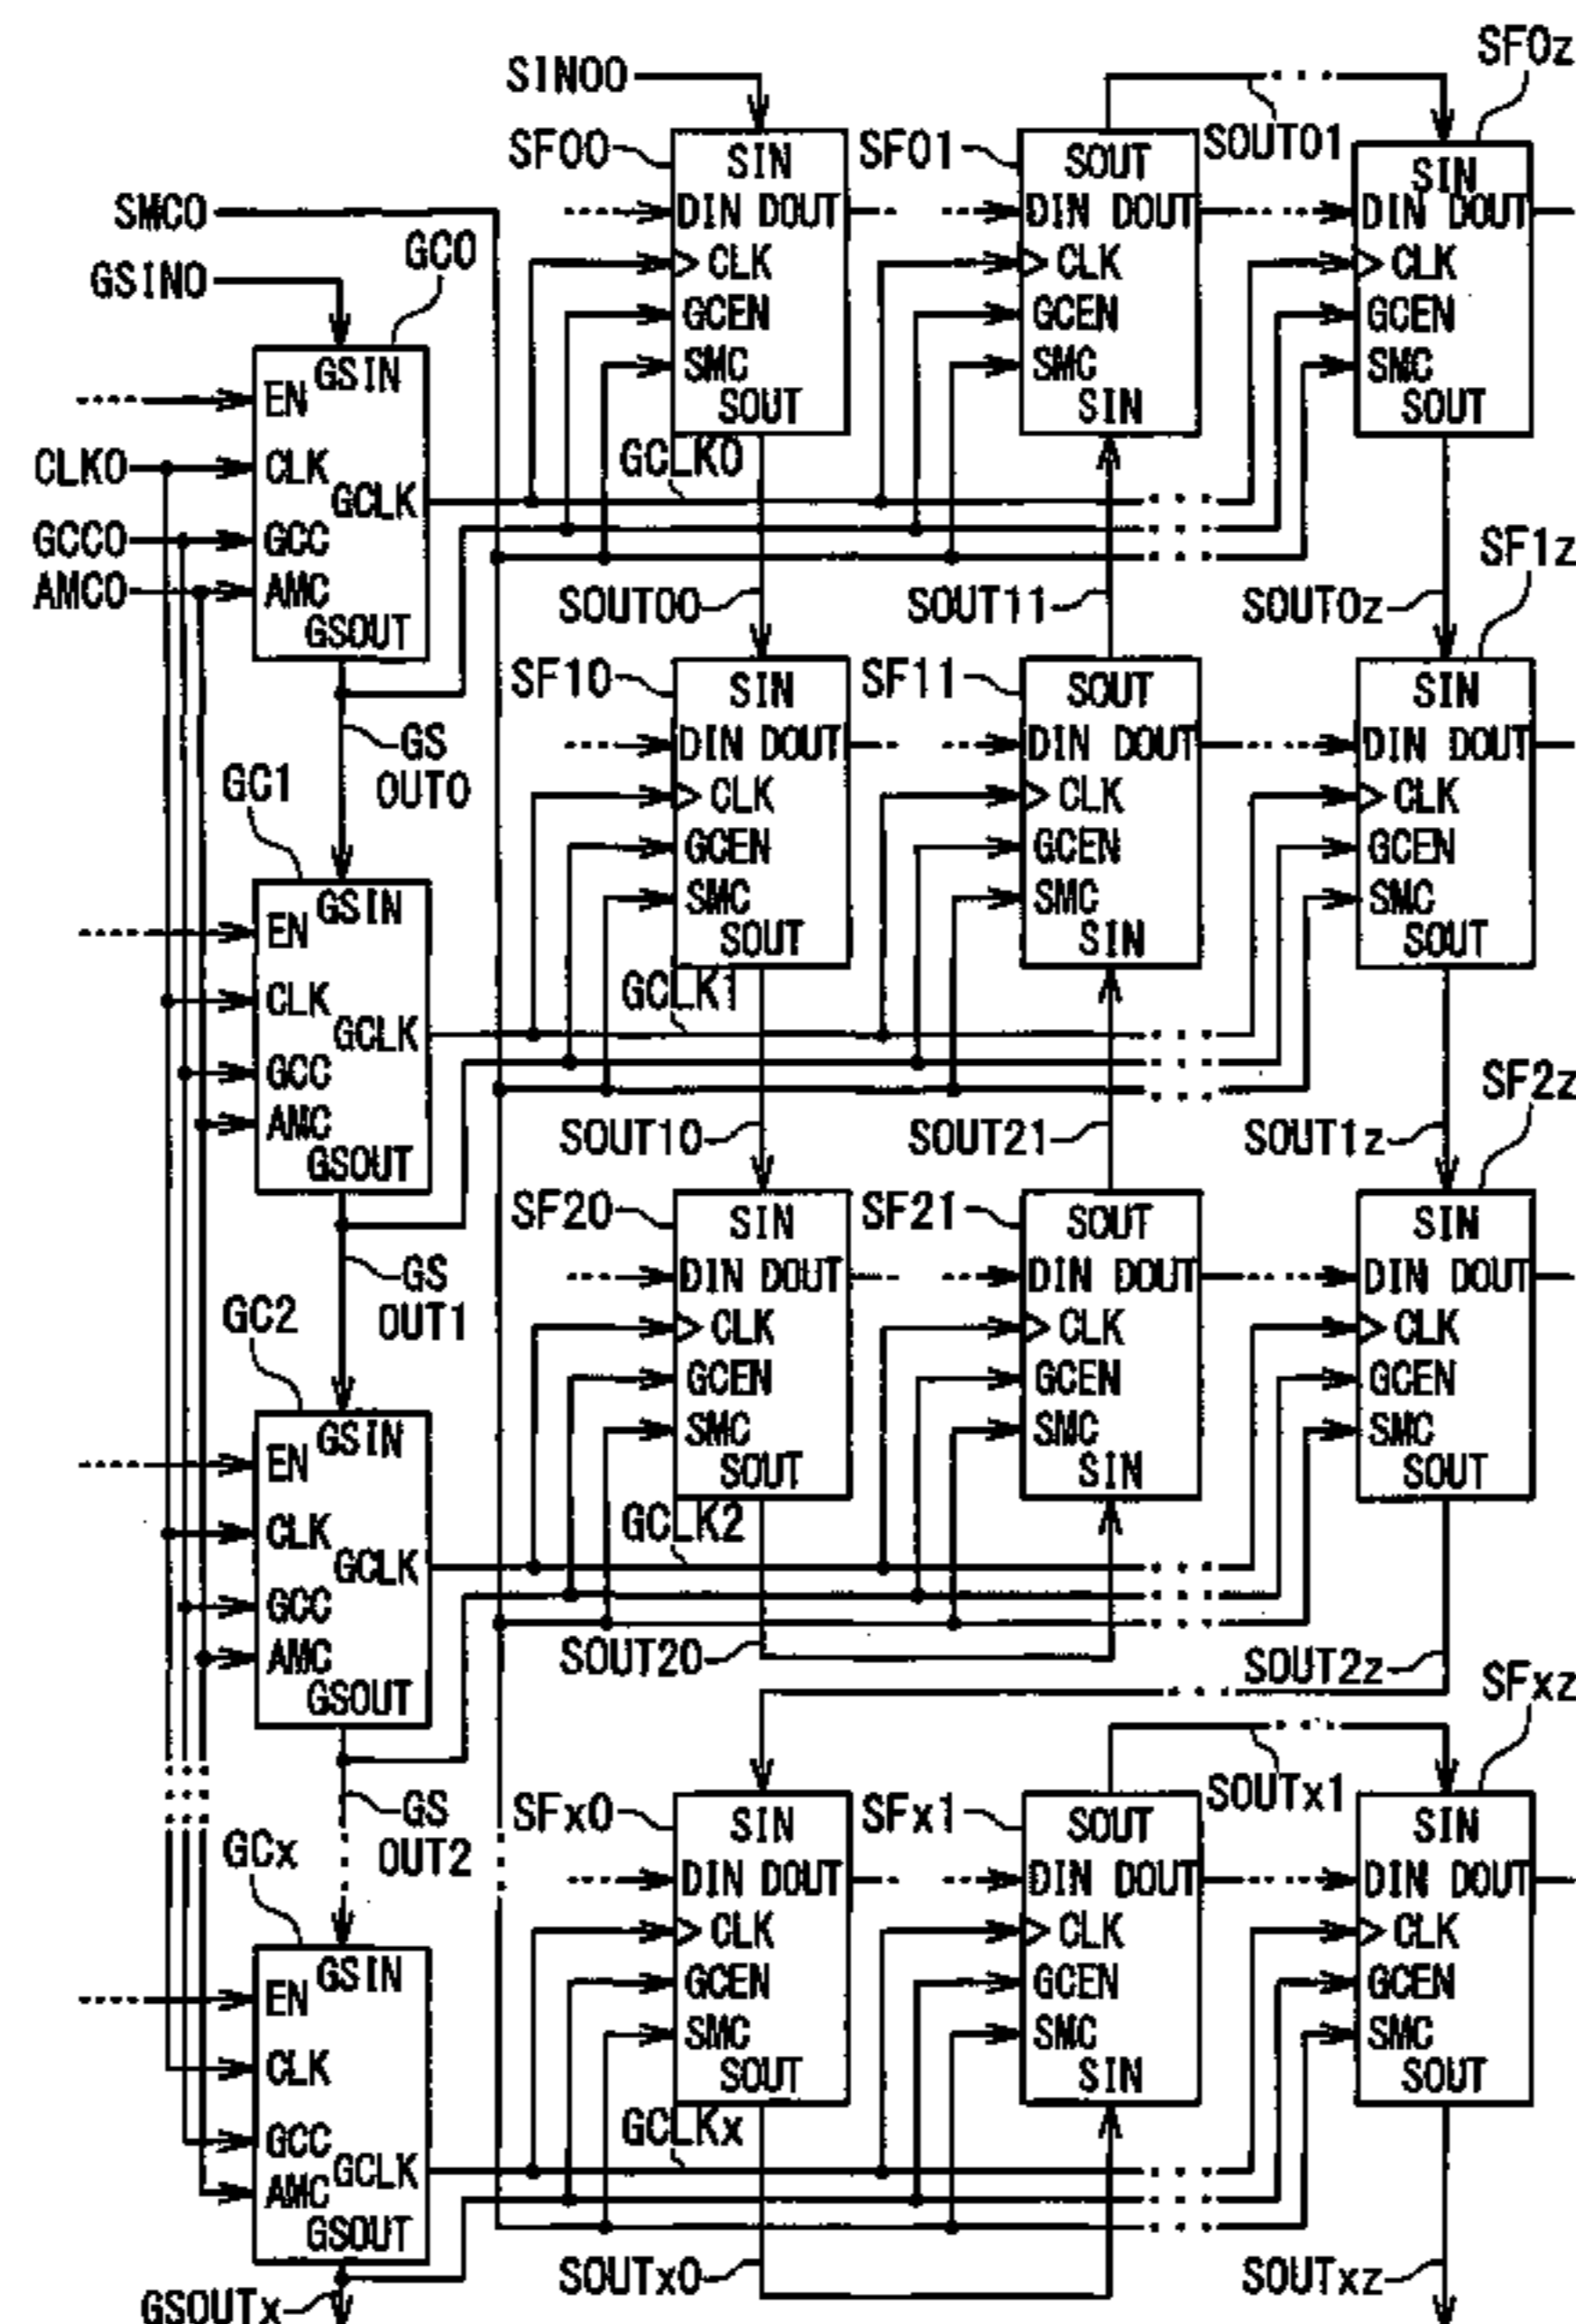 SF0z
SIN00
SF00
SIN
DIN DOUT
CLK
GCEN
SMC
SOUT
SF01
SOUT
DIN DOUT
CLK
GCEN
SMC
SIN
SOUT01
SIN
DIN DOUT
CLK
GCEN
SMC
SOUT
SMC0
GSIN0
GC0
GSIN
EN
CLK0
CLK
GCLK
GCC0
GCC
AMC0
AMC
GSOUT
GCLK0
SOUT00
SOUT11
SOUT0z
SF1z
SF10
SIN
DIN DOUT
CLK
GCEN
SMC
SOUT
SF11
SOUT
DIN DOUT
CLK
GCEN
SMC
SIN
SIN
DIN DOUT
CLK
GCEN
SMC
SOUT
GS
OUT0
GC1
GSIN
EN
CLK
GCLK
GCC
AMC
GSOUT
GCLK1
SOUT10
SOUT21
SOUT1z
SF2z
SF20
SIN
DIN DOUT
CLK
GCEN
SMC
SOUT
SF21
SOUT
DIN DOUT
CLK
GCEN
SMC
SIN
SIN
DIN DOUT
CLK
GCEN
SMC
SOUT
GS
OUT1
GC2
GSIN
EN
CLK
GCLK
GCC
AMC
GSOUT
GCLK2
SOUT20
SOUT2z
SFxz
SFx0
SIN
DIN DOUT
CLK
GCEN
SMC
SOUT
SFx1
SOUT
DIN DOUT
CLK
GCEN
SMC
SIN
SOUTx1
SIN
DIN DOUT
CLK
GCEN
SMC
SOUT
GS
OUT2
GCx
GSIN
EN
CLK
GCC
GCLK
AMC
GSOUT
GCLKx
SOUTx0
SOUTxz
GSOUTx